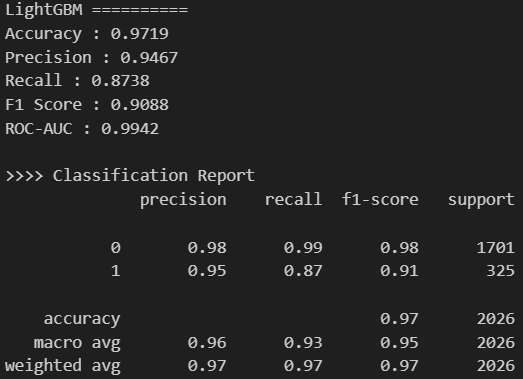 LightGBM ==========
Accuracy : 0.9719
Precision : 0.9467
Recall : 0.8738
F1 Score : 0.9088
ROC-AUC : 0.9942
>>>> Classification Report
precision recall f1-score support
0 0.98 0.99 0.98 1701
1 0.95 0.87 0.91 325
accuracy 0.97 2026
macro avg 0.96 0.93 0.95 2026
weighted avg 0.97 0.97 0.97 2026